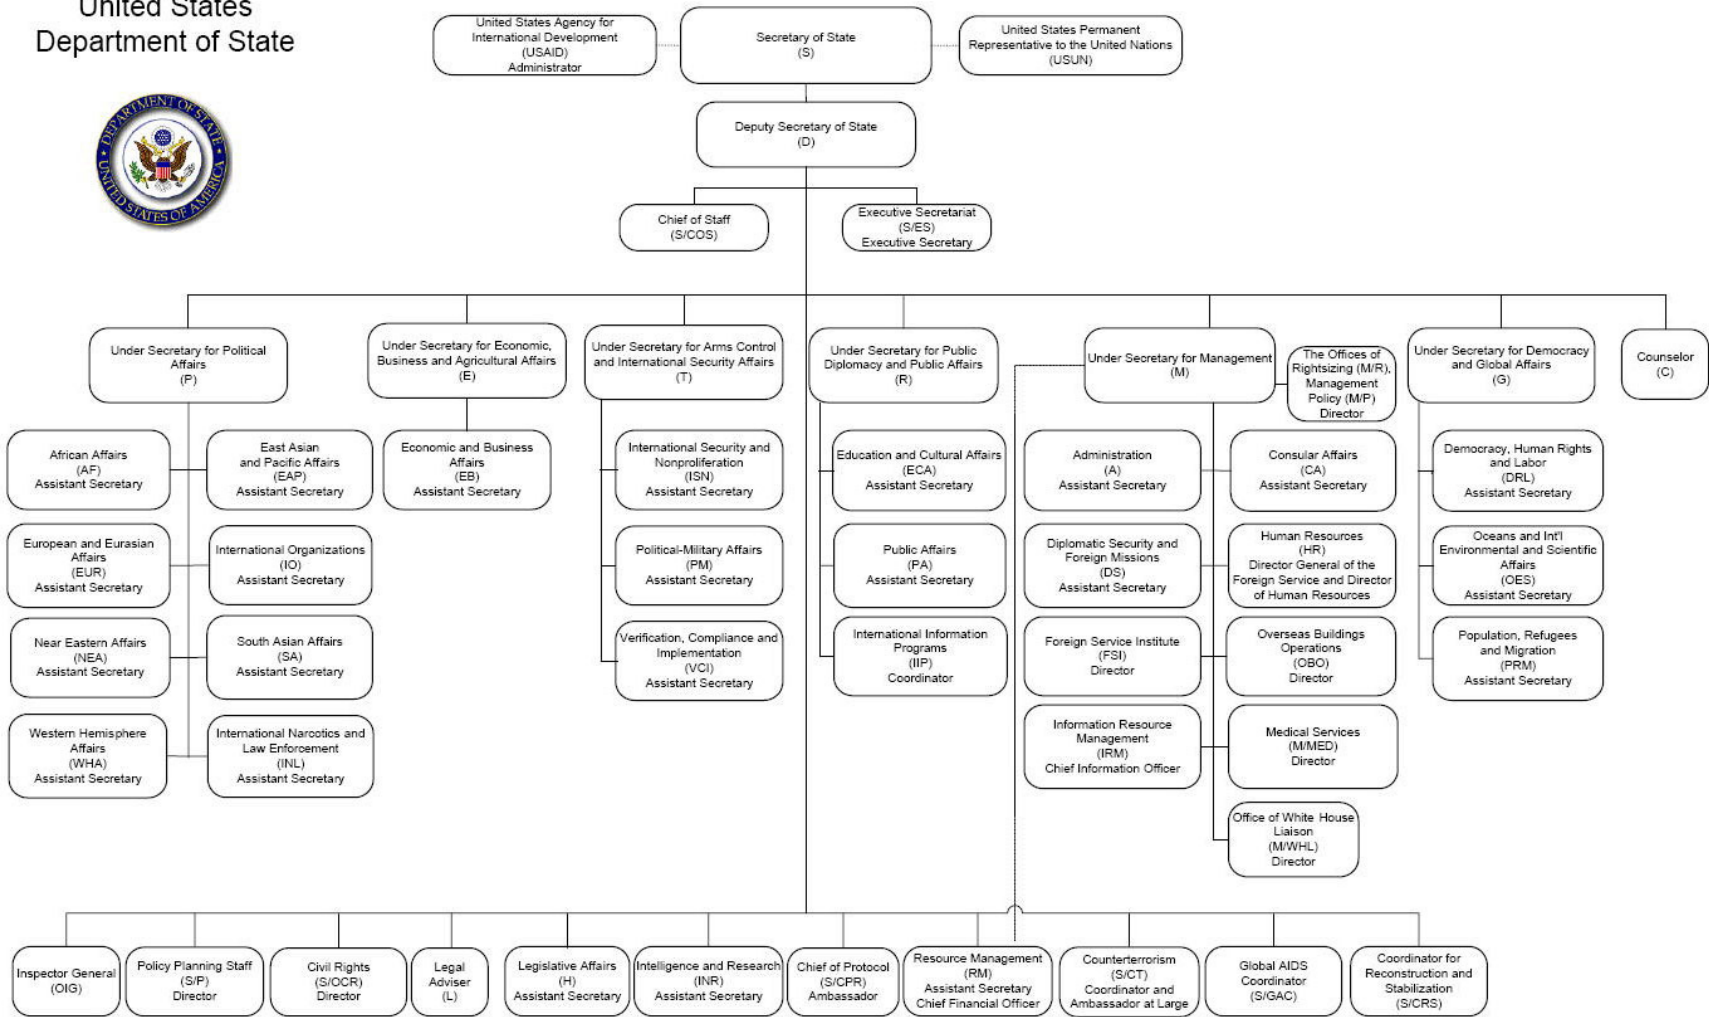 United States
Department of State
DEPARTMENT OF STATE
UNITED STATES OF AMERICA
United States Agency for
International Development
(USAID)
Administrator
Secretary of State
(S)
United States Permanent
Representative to the United Nations
(USUN)
Deputy Secretary of State
(D)
Chief of Staff
(S/COS)
Executive Secretariat
(S/ES)
Executive Secretary
Under Secretary for Political
Affairs
(P)
Under Secretary for Economic,
Business and Agricultural Affairs
(E)
Under Secretary for Arms Control
and International Security Affairs
(T)
Under Secretary for Public
Diplomacy and Public Affairs
(R)
Under Secretary for Management
(M)
The Offices of
Rightsizing (M/R),
Management
Policy (M/P)
Director
Under Secretary for Democracy
and Global Affairs
(G)
Counselor
(C)
African Affairs
(AF)
Assistant Secretary
East Asian
and Pacific Affairs
(EAP)
Assistant Secretary
Economic and Business
Affairs
(EB)
Assistant Secretary
International Security and
Nonproliferation
(ISN)
Assistant Secretary
Education and Cultural Affairs
(ECA)
Assistant Secretary
Administration
(A)
Assistant Secretary
Consular Affairs
(CA)
Assistant Secretary
Democracy, Human Rights
and Labor
(DRL)
Assistant Secretary
European and Eurasian
Affairs
(EUR)
Assistant Secretary
International Organizations
(IO)
Assistant Secretary
Political-Military Affairs
(PM)
Assistant Secretary
Public Affairs
(PA)
Assistant Secretary
Diplomatic Security and
Foreign Missions
(DS)
Assistant Secretary
Human Resources
(HR)
Director General of the
Foreign Service and Director
of Human Resources
Oceans and Int'l
Environmental and Scientific
Affairs
(OES)
Assistant Secretary
Near Eastern Affairs
(NEA)
Assistant Secretary
South Asian Affairs
(SA)
Assistant Secretary
Verification, Compliance and
Implementation
(VCI)
Assistant Secretary
International Information
Programs
(IIP)
Coordinator
Foreign Service Institute
(FSI)
Director
Overseas Buildings
Operations
(OBO)
Director
Population, Refugees
and Migration
(PRM)
Assistant Secretary
Western Hemisphere
Affairs
(WHA)
Assistant Secretary
International Narcotics and
Law Enforcement
(INL)
Assistant Secretary
Information Resource
Management
(IRM)
Chief Information Officer
Medical Services
(M/MED)
Director
Office of White House
Liaison
(M/WHL)
Director
Inspector General
(OIG)
Policy Planning Staff
(S/P)
Director
Civil Rights
(S/OCR)
Director
Legal
Adviser
(L)
Legislative Affairs
(H)
Assistant Secretary
Intelligence and Research
(INR)
Assistant Secretary
Chief of Protocol
(S/CPR)
Ambassador
Resource Management
(RM)
Assistant Secretary
Chief Financial Officer
Counterterrorism
(S/CT)
Coordinator and
Ambassador at Large
Global AIDS
Coordinator
(S/GAC)
Coordinator for
Reconstruction and
Stabilization
(S/CRS)